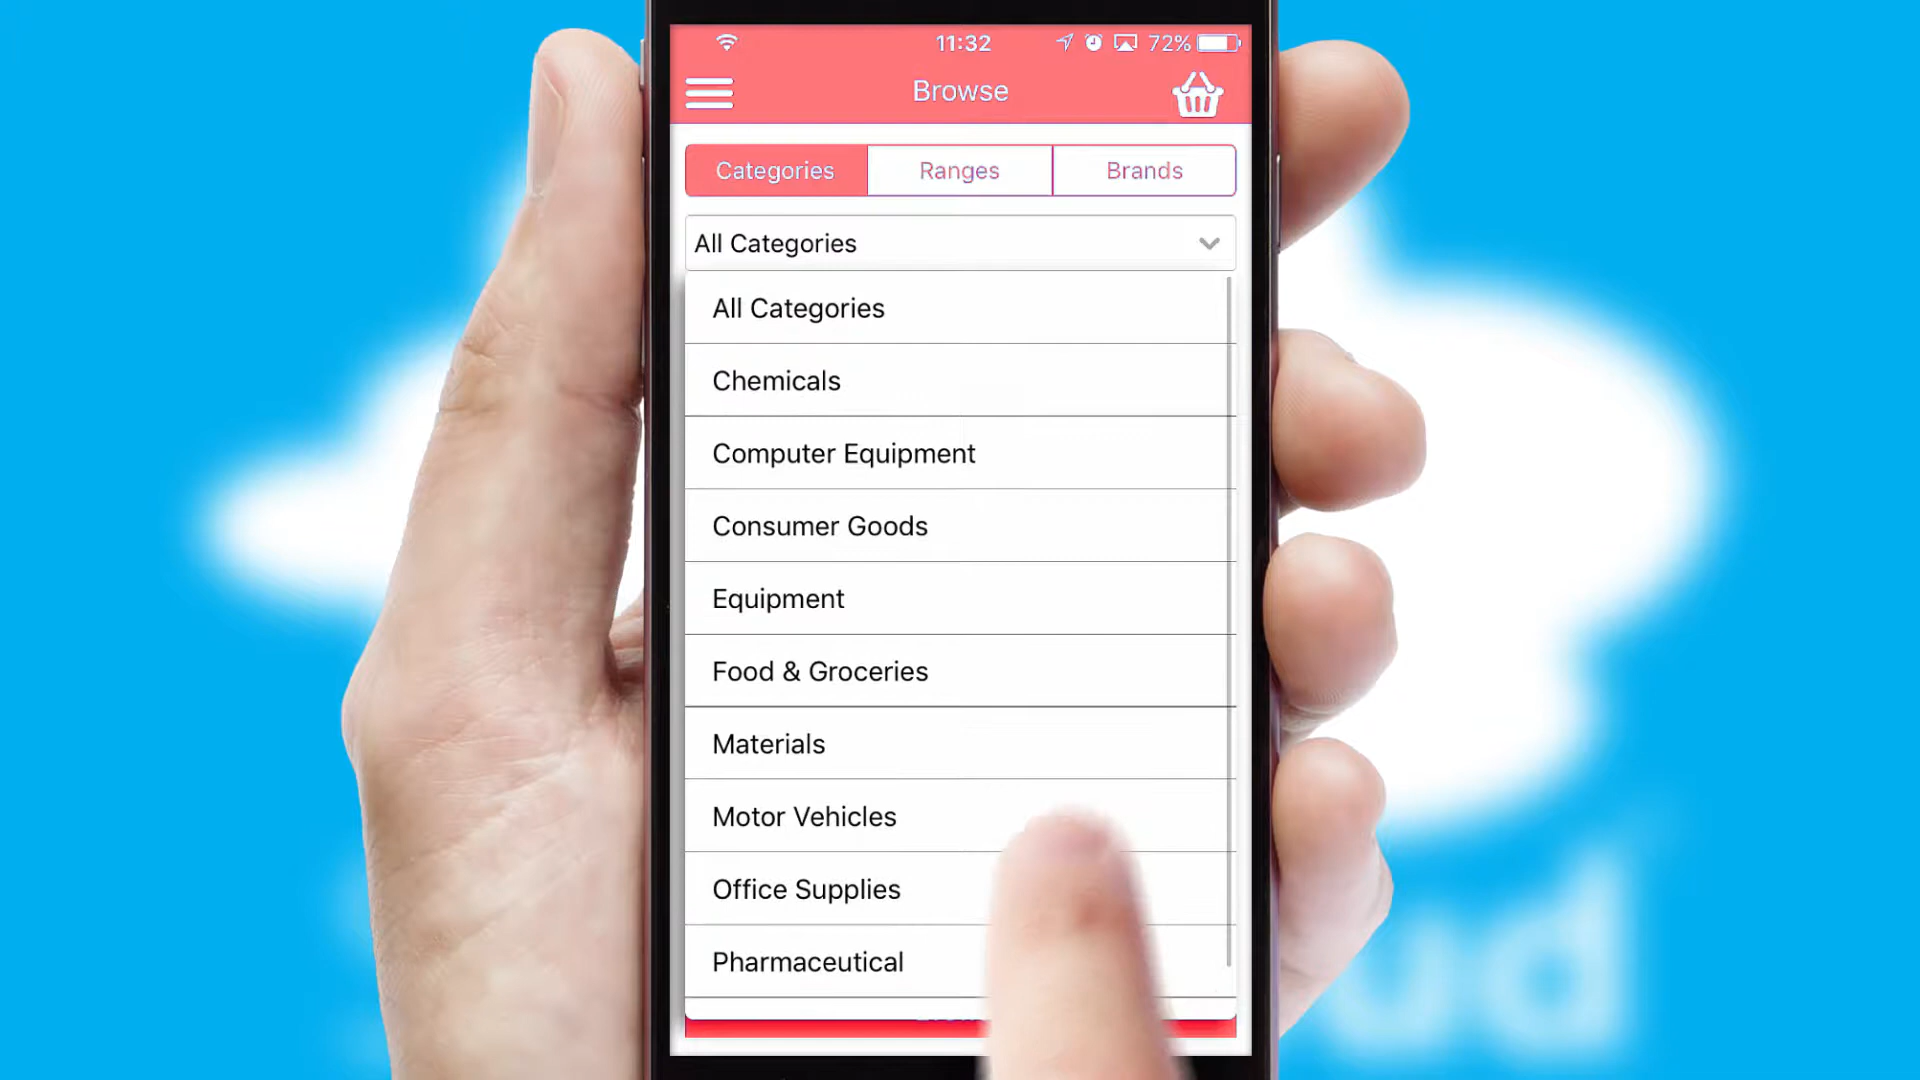 11:32
72%
Browse
Categories
Ranges
Brands
All Categories
All Categories
Chemicals
Computer Equipment
Consumer Goods
Equipment
Food & Groceries
Materials
Motor Vehicles
Office Supplies
Pharmaceutical